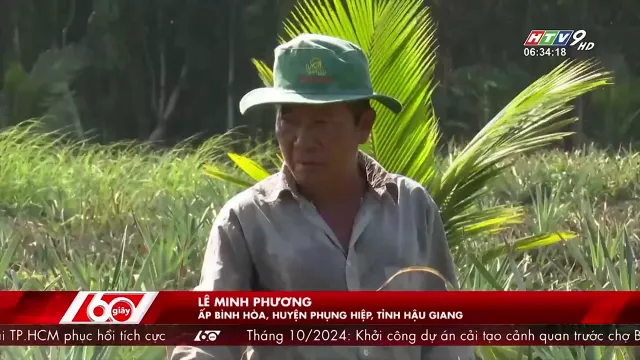 HTV9 HD
06:34:18
60 giây
LÊ MINH PHƯƠNG
ẤP BÌNH HÒA, HUYỆN PHỤNG HIỆP, TỈNH HẬU GIANG
TP.HCM phục hồi tích cực 60 Tháng 10/2024: Khởi công dự án cải tạo cảnh quan trước chợ